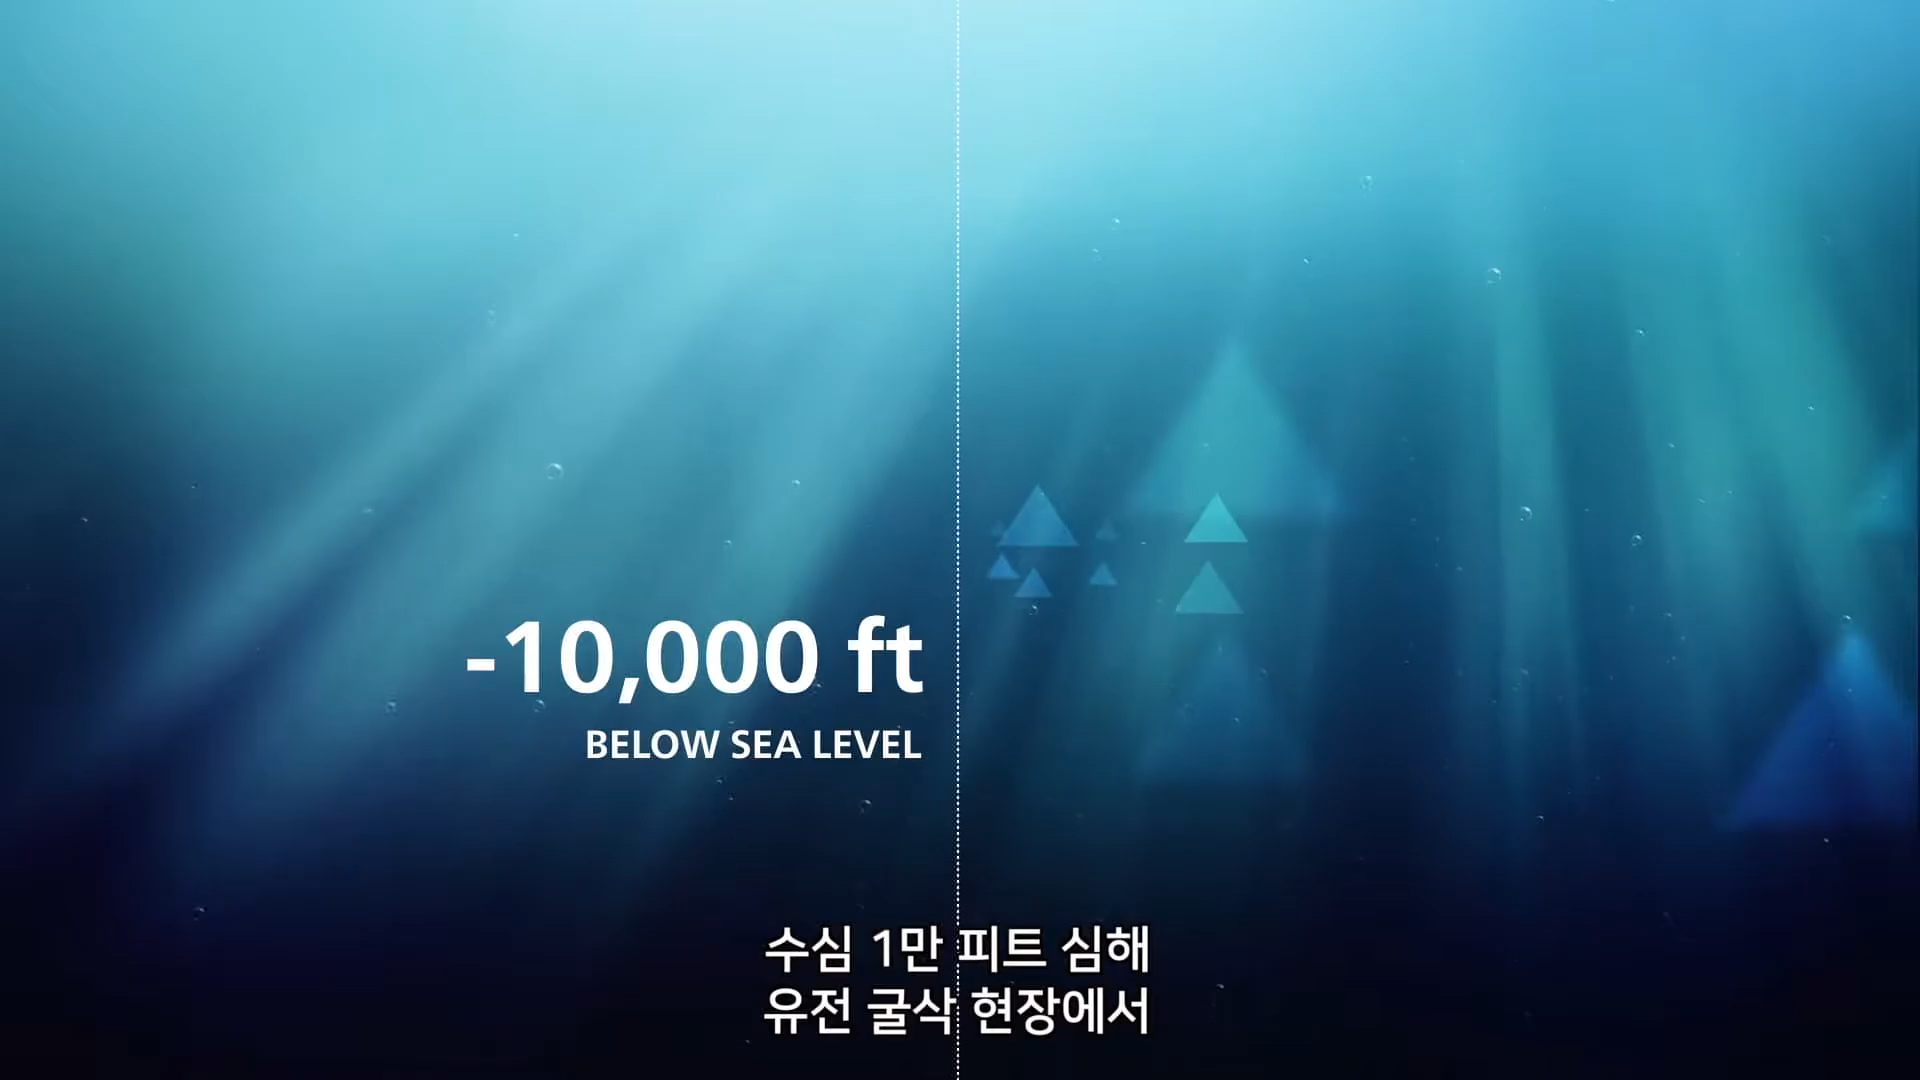 -10,000 ft
BELOW SEA LEVEL
수심 1만 피트 심해
유전 굴삭 현장에서